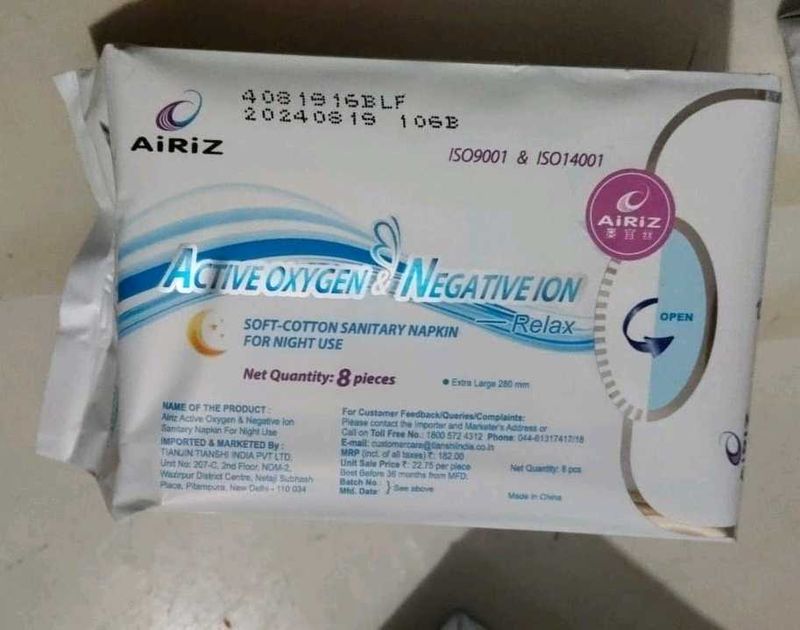 4081916BLF
20240819 106B
AiRiZ
ISO9001 & ISO14001
AiRiZ
ACTIVE OXYGEN & NEGATIVE ION
Relax
SOFT-COTTON SANITARY NAPKIN
FOR NIGHT USE
OPEN
Net Quantity: 8 pieces
Extra Large 280 mm
NAME OF THE PRODUCT :
Airiz Active Oxygen & Negative Ion
Sanitary Napkin For Night Use
IMPORTED & MARKETED By :
TIANJIN TIANSHI INDIA PVT LTD.
Unit No: 207-C, 2nd Floor, NDM-2,
Wazirpur District Centre, Netaji Subhash
Place, Pitampura, New Delhi - 110 034
For Customer Feedback/Queries/Complaints:
Please contact the Importer and Marketer's Address or
Call on Toll Free No.: 1800 572 4312 Phone: 044-61317417/18
E-mail: customercare@tianshiindia.co.in
MRP (incl. of all taxes) ₹: 182.00
Unit Sale Price ₹: 22.75 per piece
Best Before 36 months from MFD.
Batch No :
Mfd. Date } See above
Net Quantity: 8 pcs
Made in China
AiRiZ